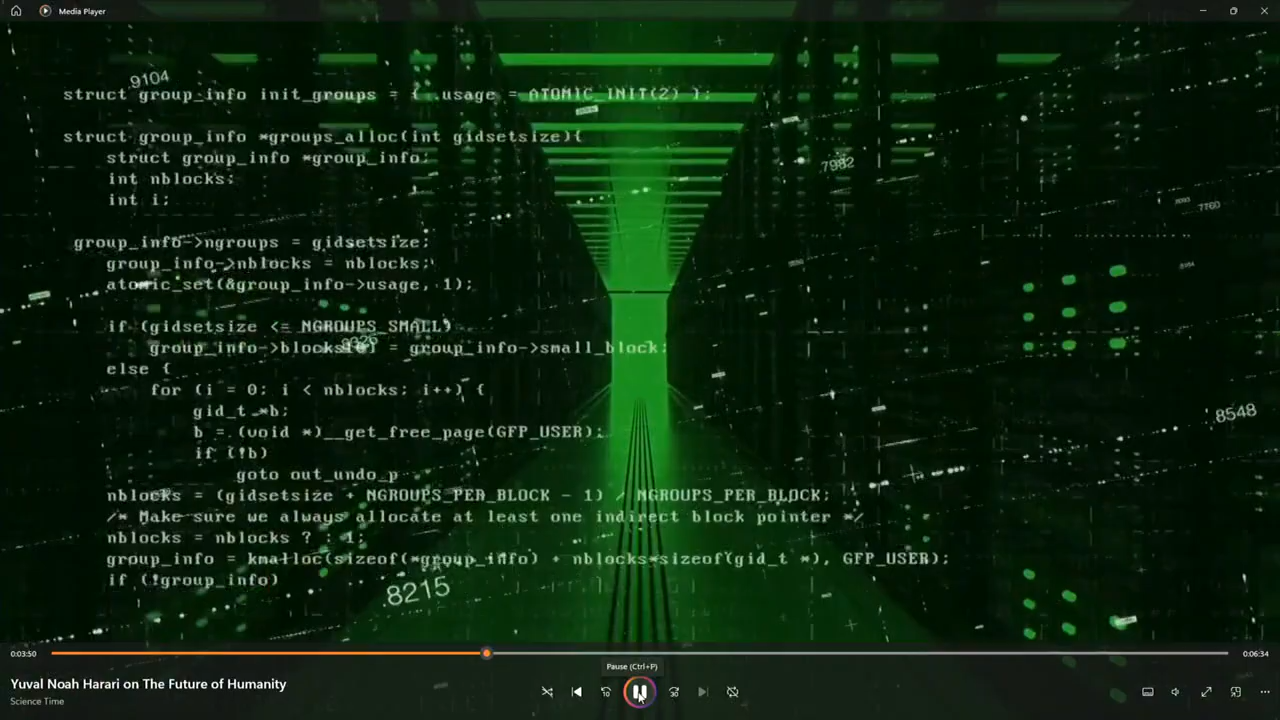 Media Player
9104
struct group_info init_groups = { .usage = ATOMIC_INIT(2) };
struct group_info *groups_alloc(int gidsetsize){
struct group_info *group_info;
7982
int nblocks;
int i;
7760
group_info->ngroups = gidsetsize;
group_info->nblocks = nblocks;
atomic_set(&group_info->usage, 1);
if (gidsetsize <= NGROUPS_SMALL)
group_info->blocks[0] = group_info->small_block;
else {
for (i = 0; i < nblocks; i++) {
gid_t *b;
8548
b = (void *)__get_free_page(GFP_USER);
if (!b)
goto out_undo_p
nblocks = (gidsetsize + NGROUPS_PER_BLOCK - 1) / NGROUPS_PER_BLOCK;
/* Make sure we always allocate at least one indirect block pointer */
nblocks = nblocks ? : 1;
group_info = kmalloc(sizeof(*group_info) + nblocks*sizeof(gid_t *), GFP_USER);
if (!group_info)
8215
0:03:50
0:06:34
Pause (Ctrl+P)
Yuval Noah Harari on The Future of Humanity
Science Time
10
30